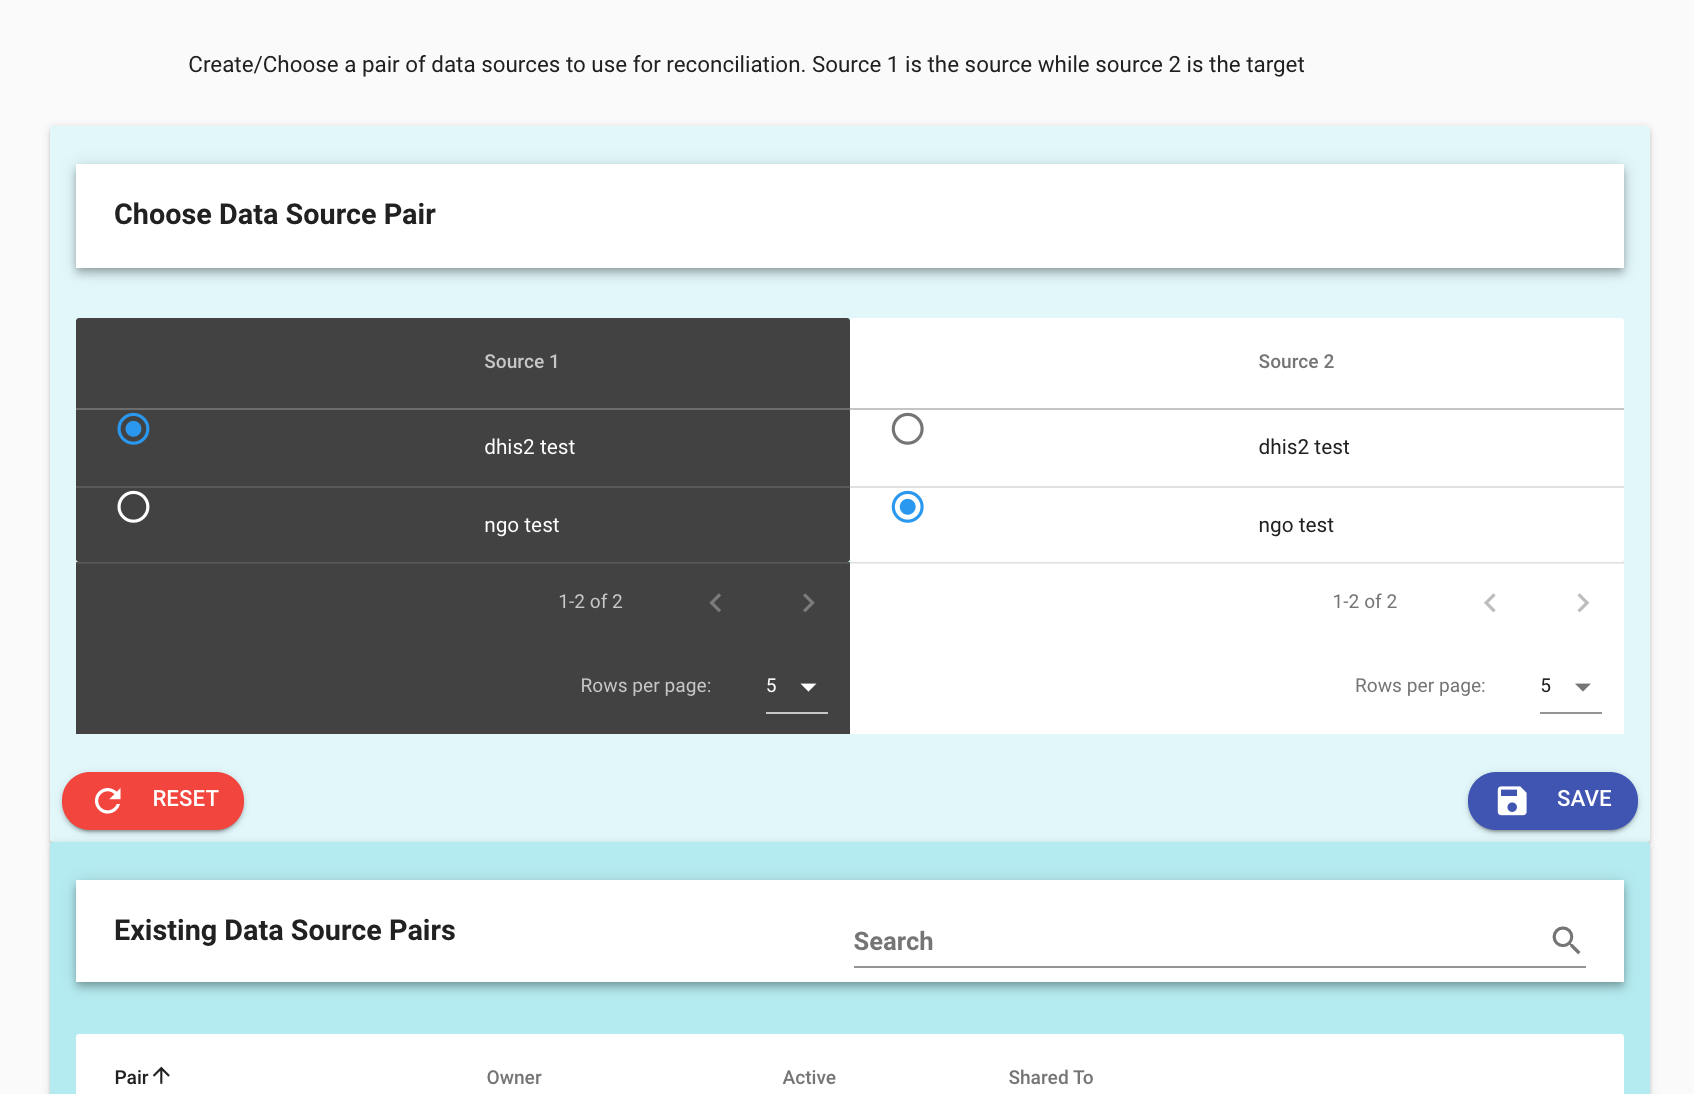 Create/Choose a pair of data sources to use for reconciliation. Source 1 is the source while source 2 is the target
Choose Data Source Pair
Source 1
dhis2 test
ngo test
1-2 of 2
Rows per page: 5
Source 2
dhis2 test
ngo test
1-2 of 2
Rows per page: 5
RESET
SAVE
Existing Data Source Pairs
Search
Pair Owner Active Shared To